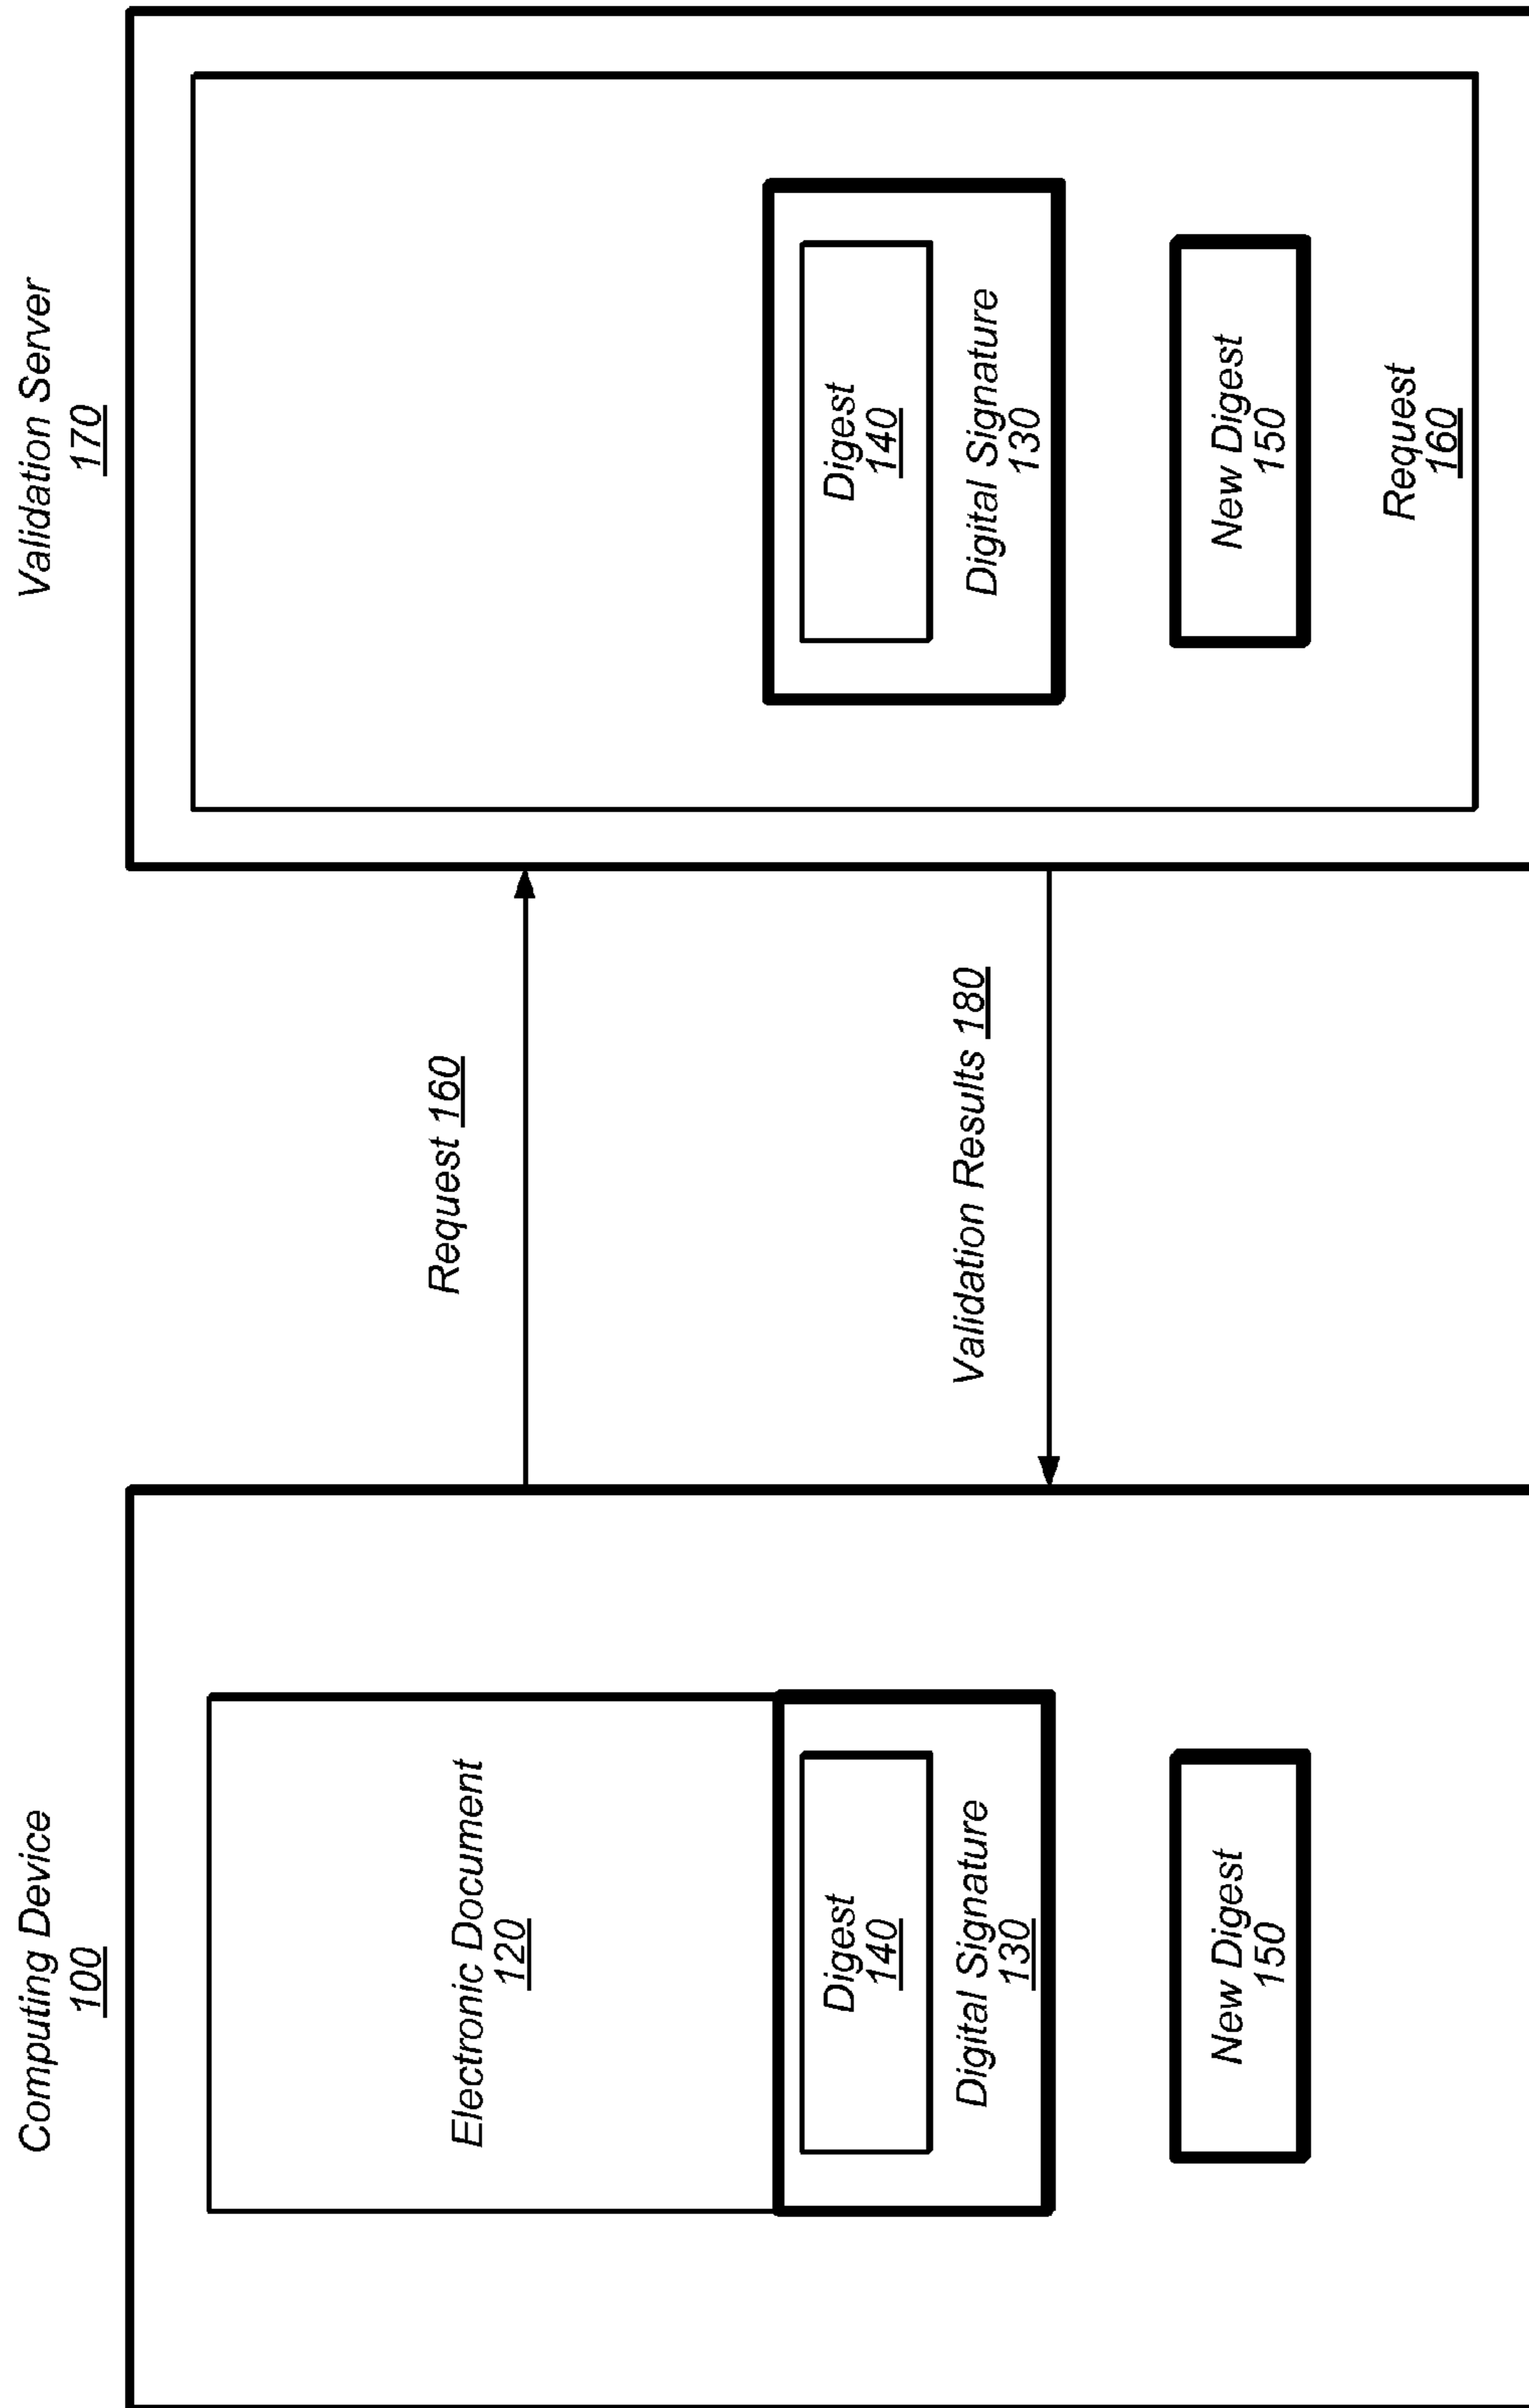 Computing Device
100
Electronic Document
120
Digest
140
Digital Signature
130
New Digest
150
Request 160
Validation Results 180
Validation Server
170
Digest
140
Digital Signature
130
New Digest
150
Request
160